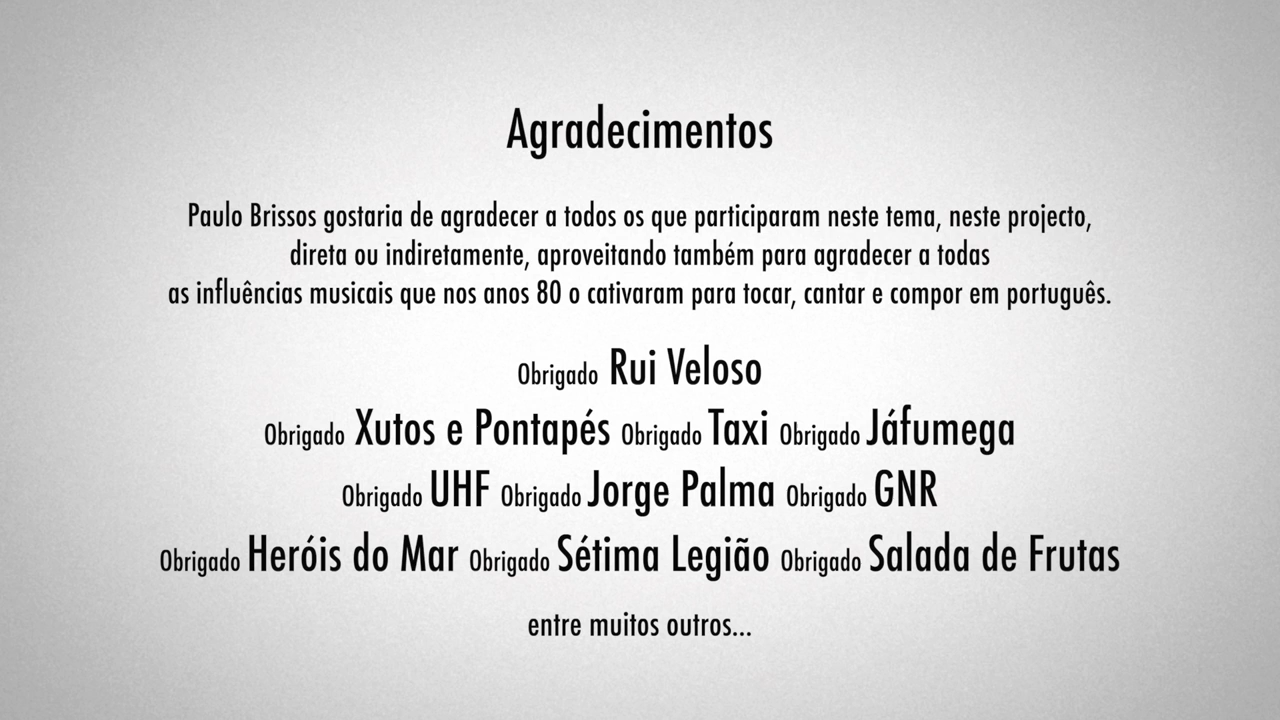 Agradecimentos
Paulo Brissos gostaria de agradecer a todos os que participaram neste tema, neste projecto,
direta ou indiretamente, aproveitando também para agradecer a todas
as influências musicais que nos anos 80 o cativaram para tocar, cantar e compor em português.
Obrigado Rui Veloso
Obrigado Xutos e Pontapés Obrigado Taxi Obrigado Jáfumega
Obrigado UHF Obrigado Jorge Palma Obrigado GNR
Obrigado Heróis do Mar Obrigado Sétima Legião Obrigado Salada de Frutas
entre muitos outros...